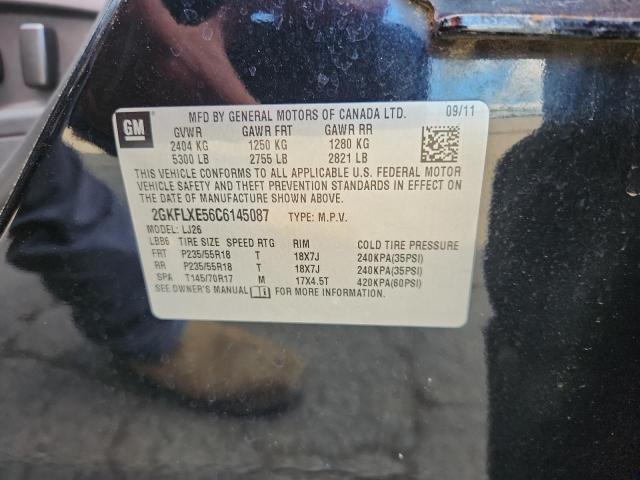 GM MFD BY GENERAL MOTORS OF CANADA LTD. 09/11
GVWR GAWR FRT GAWR RR
2404 KG 1250 KG 1280 KG
5300 LB 2755 LB 2821 LB
THIS VEHICLE CONFORMS TO ALL APPLICABLE U.S. FEDERAL MOTOR
VEHICLE SAFETY AND THEFT PREVENTION STANDARDS IN EFFECT ON
THE DATE OF MANUFACTURE SHOWN ABOVE.
2GKFLXE56C6145087 TYPE: M.P.V.
MODEL: LJ26
LBB6 TIRE SIZE SPEED RTG RIM COLD TIRE PRESSURE
FRT P235/55R18 T 18X7J 240KPA(35PSI)
RR P235/55R18 T 18X7J 240KPA(35PSI)
SPA T145/70R17 M 17X4.5T 420KPA(60PSI)
SEE OWNER'S MANUAL FOR MORE INFORMATION.